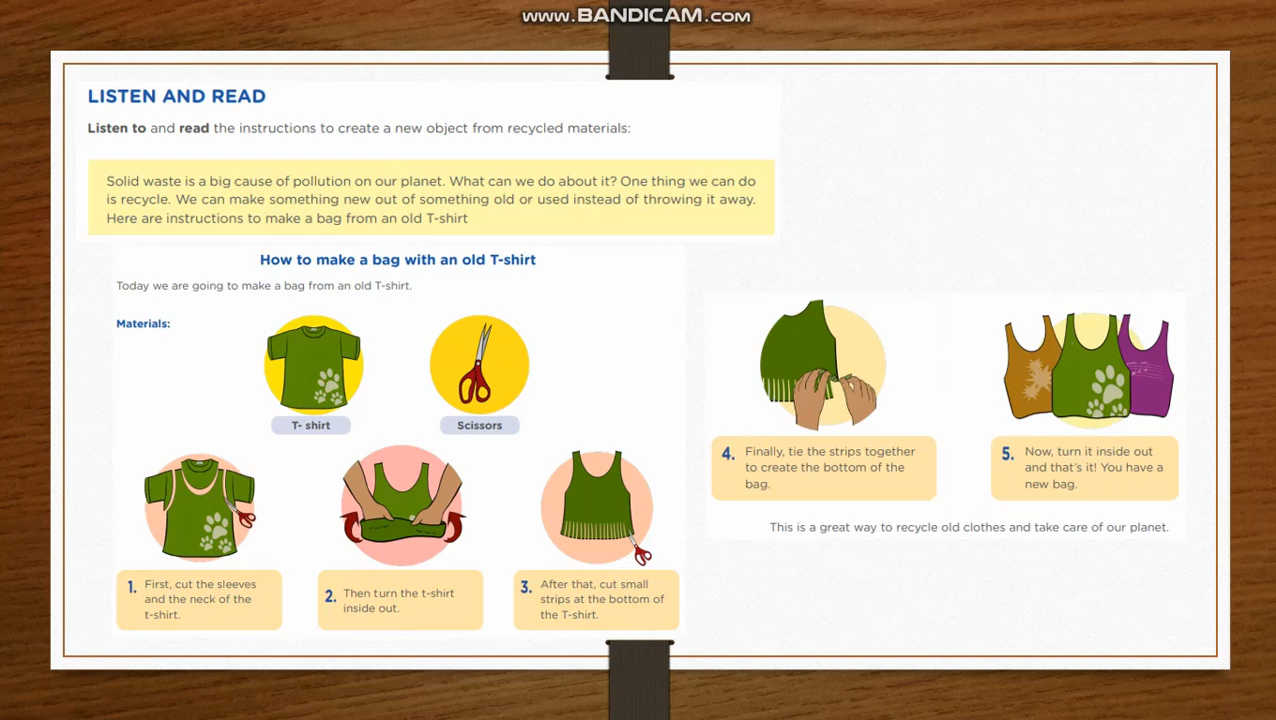 www.BANDICAM.com
LISTEN AND READ
Listen to and read the instructions to create a new object from recycled materials:
Solid waste is a big cause of pollution on our planet. What can we do about it? One thing we can do
is recycle. We can make something new out of something old or used instead of throwing it away.
Here are instructions to make a bag from an old T-shirt
How to make a bag with an old T-shirt
Today we are going to make a bag from an old T-shirt.
Materials:
T- shirt
Scissors
1. First, cut the sleeves
and the neck of the
t-shirt.
2. Then turn the t-shirt
inside out.
3. After that, cut small
strips at the bottom of
the T-shirt.
4. Finally, tie the strips together
to create the bottom of the
bag.
5. Now, turn it inside out
and that's it! You have a
new bag.
This is a great way to recycle old clothes and take care of our planet.